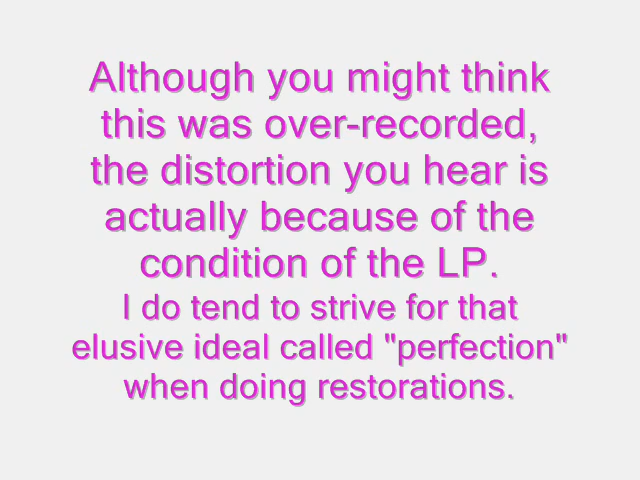 Although you might think
this was over-recorded,
the distortion you hear is
actually because of the
condition of the LP.
I do tend to strive for that
elusive ideal called "perfection"
when doing restorations.